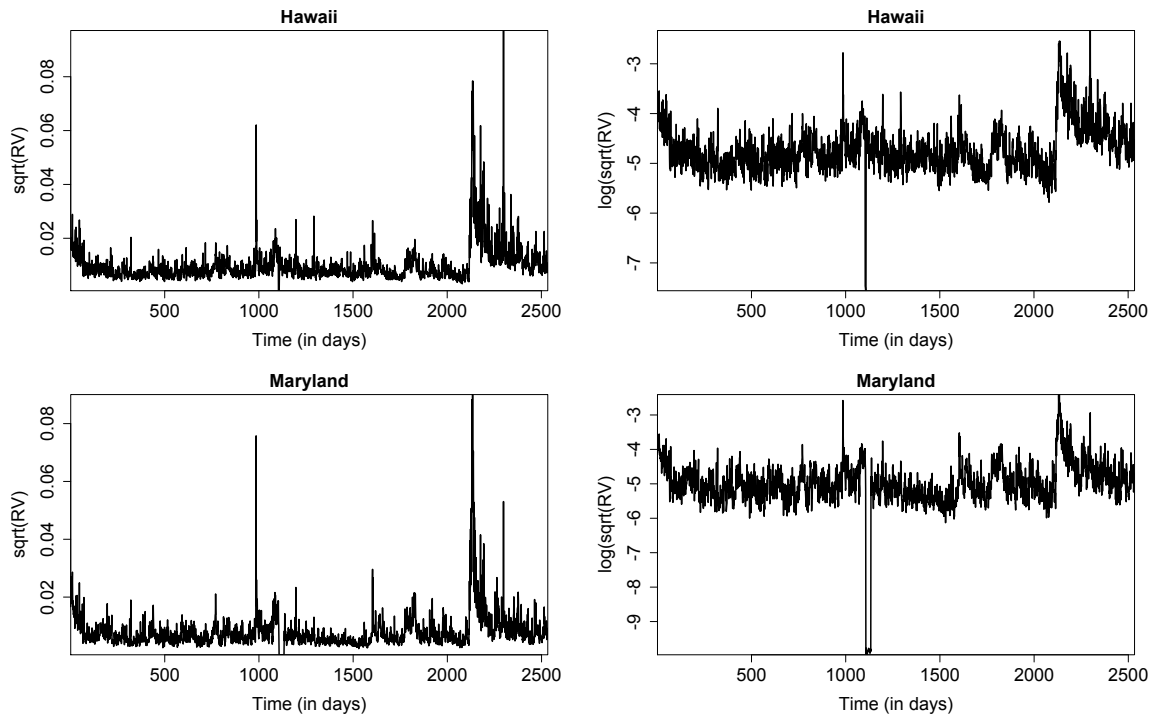 Hawaii
sqrt(RV)
0.02 0.04 0.06 0.08
500 1000 1500 2000 2500
Time (in days)
Hawaii
log(sqrt(RV)
-7 -6 -5 -4 -3
500 1000 1500 2000 2500
Time (in days)
Maryland
sqrt(RV)
0.02 0.04 0.06 0.08
500 1000 1500 2000 2500
Time (in days)
Maryland
log(sqrt(RV)
-9 -8 -7 -6 -5 -4 -3
500 1000 1500 2000 2500
Time (in days)